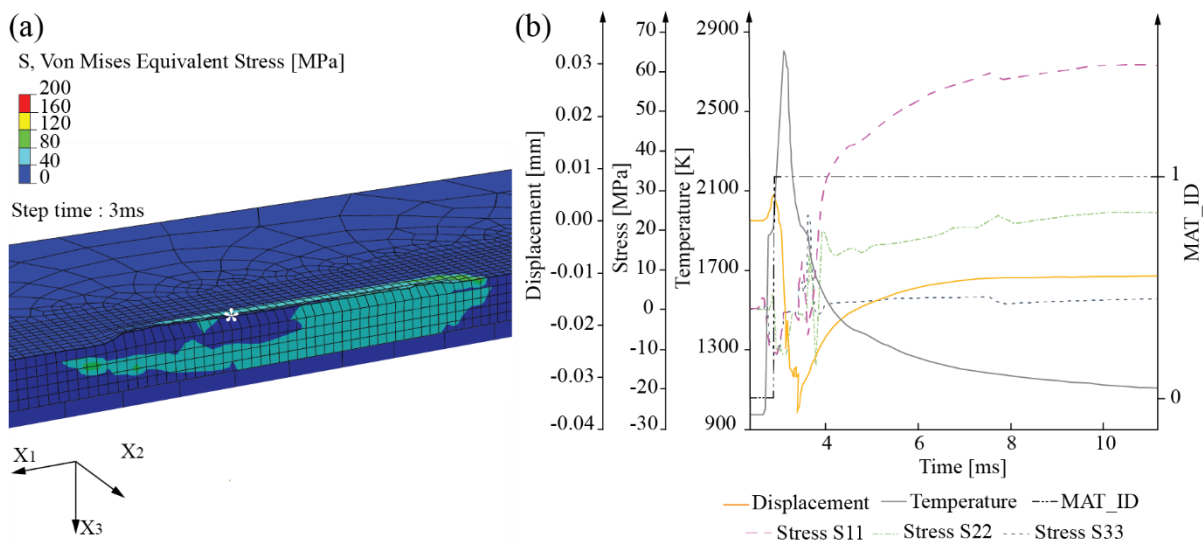 (a)
S, Von Mises Equivalent Stress [MPa]
200
160
120
80
40
0
Step time : 3ms
*
X1
X2
X3
(b)
Displacement [mm]
0.03
0.01
0.00
-0.01
-0.02
-0.03
-0.04
Stress [MPa]
70
60
50
40
30
20
10
0
-10
-20
-30
Temperature [K]
2900
2500
2100
1700
1300
900
MAT_ID
1
0
4
6
8
10
Time [ms]
Displacement
Temperature
MAT_ID
Stress S11
Stress S22
Stress S33